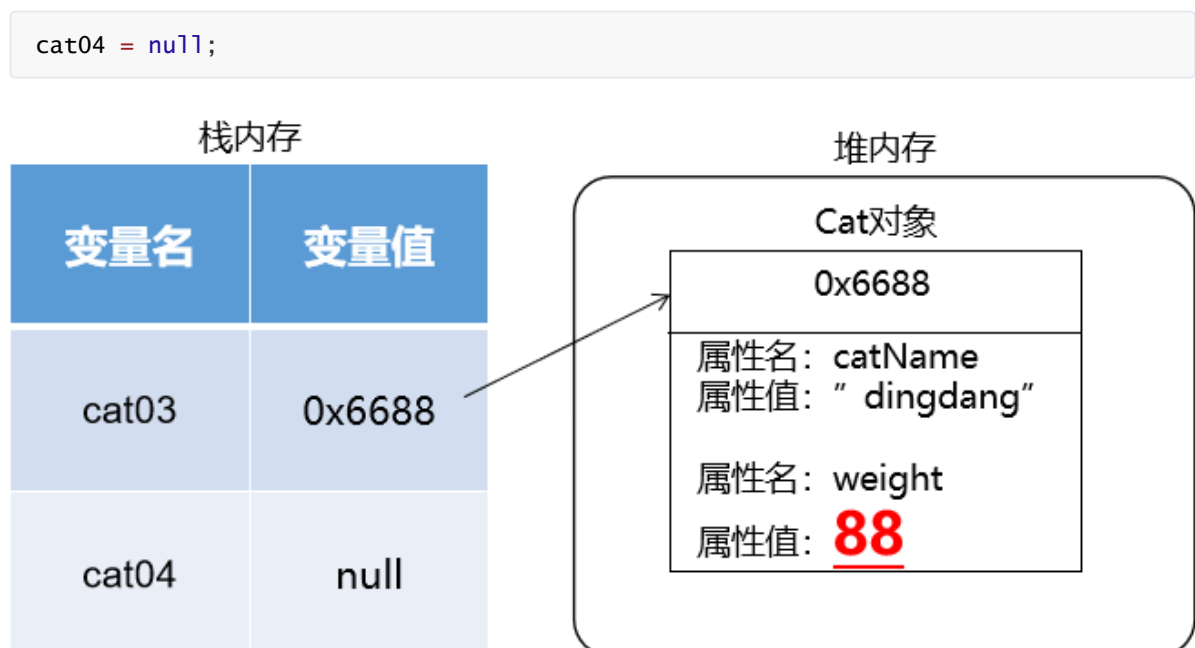 cat04 = null;
栈内存
变量名 变量值
cat03 0x6688
cat04 null
堆内存
Cat对象
0x6688
属性名：catName
属性值：” dingdang”
属性名：weight
属性值：88